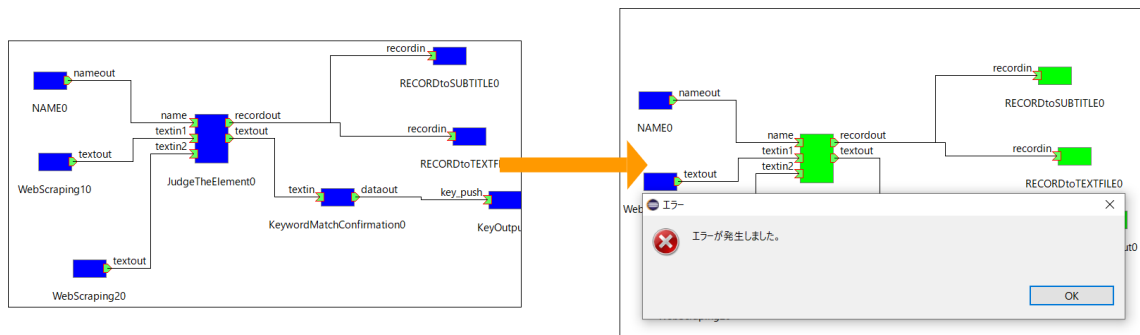 recordin
nameout
RECORDtoSUBTITLE0
NAME0
name
recordout
textin1
textout
recordin
textin2
textout
RECORDtoTEXTFI
WebScraping10
JudgeTheElement0
textin
dataout
key_push
KeywordMatchConfirmation0
KeyOutpu
textout
WebScraping20
recordin
nameout
RECORDtoSUBTITLE0
NAME0
name
recordout
textin1
textout
recordin
textin2
textout
RECORDtoTEXTFILE0
エラー
エラーが発生しました。
OK